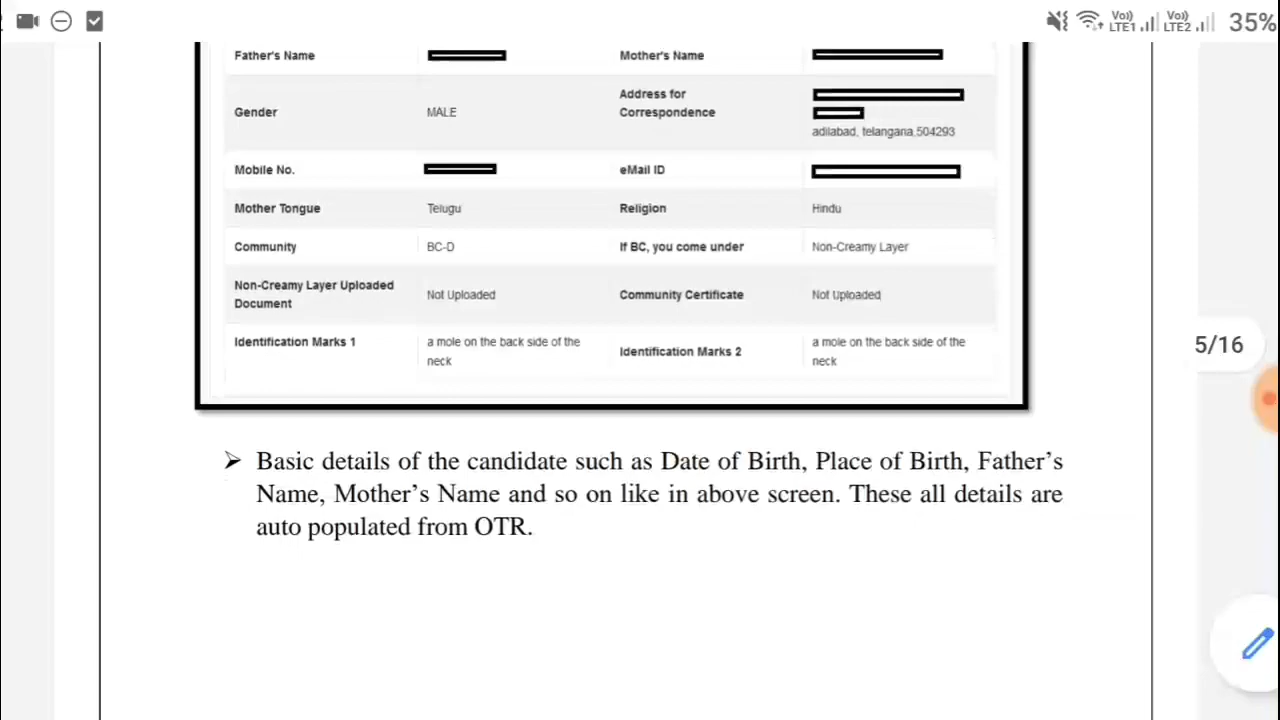 Vo)) LTE1 Vo)) LTE2 35%
Father's Name Mother's Name
Gender MALE Address for Correspondence adilabad, telangana,504293
Mobile No. eMail ID
Mother Tongue Telugu Religion Hindu
Community BC-D If BC, you come under Non-Creamy Layer
Non-Creamy Layer Uploaded Document Not Uploaded Community Certificate Not Uploaded
Identification Marks 1 a mole on the back side of the neck Identification Marks 2 a mole on the back side of the neck
5/16
➢ Basic details of the candidate such as Date of Birth, Place of Birth, Father’s
Name, Mother’s Name and so on like in above screen. These all details are
auto populated from OTR.